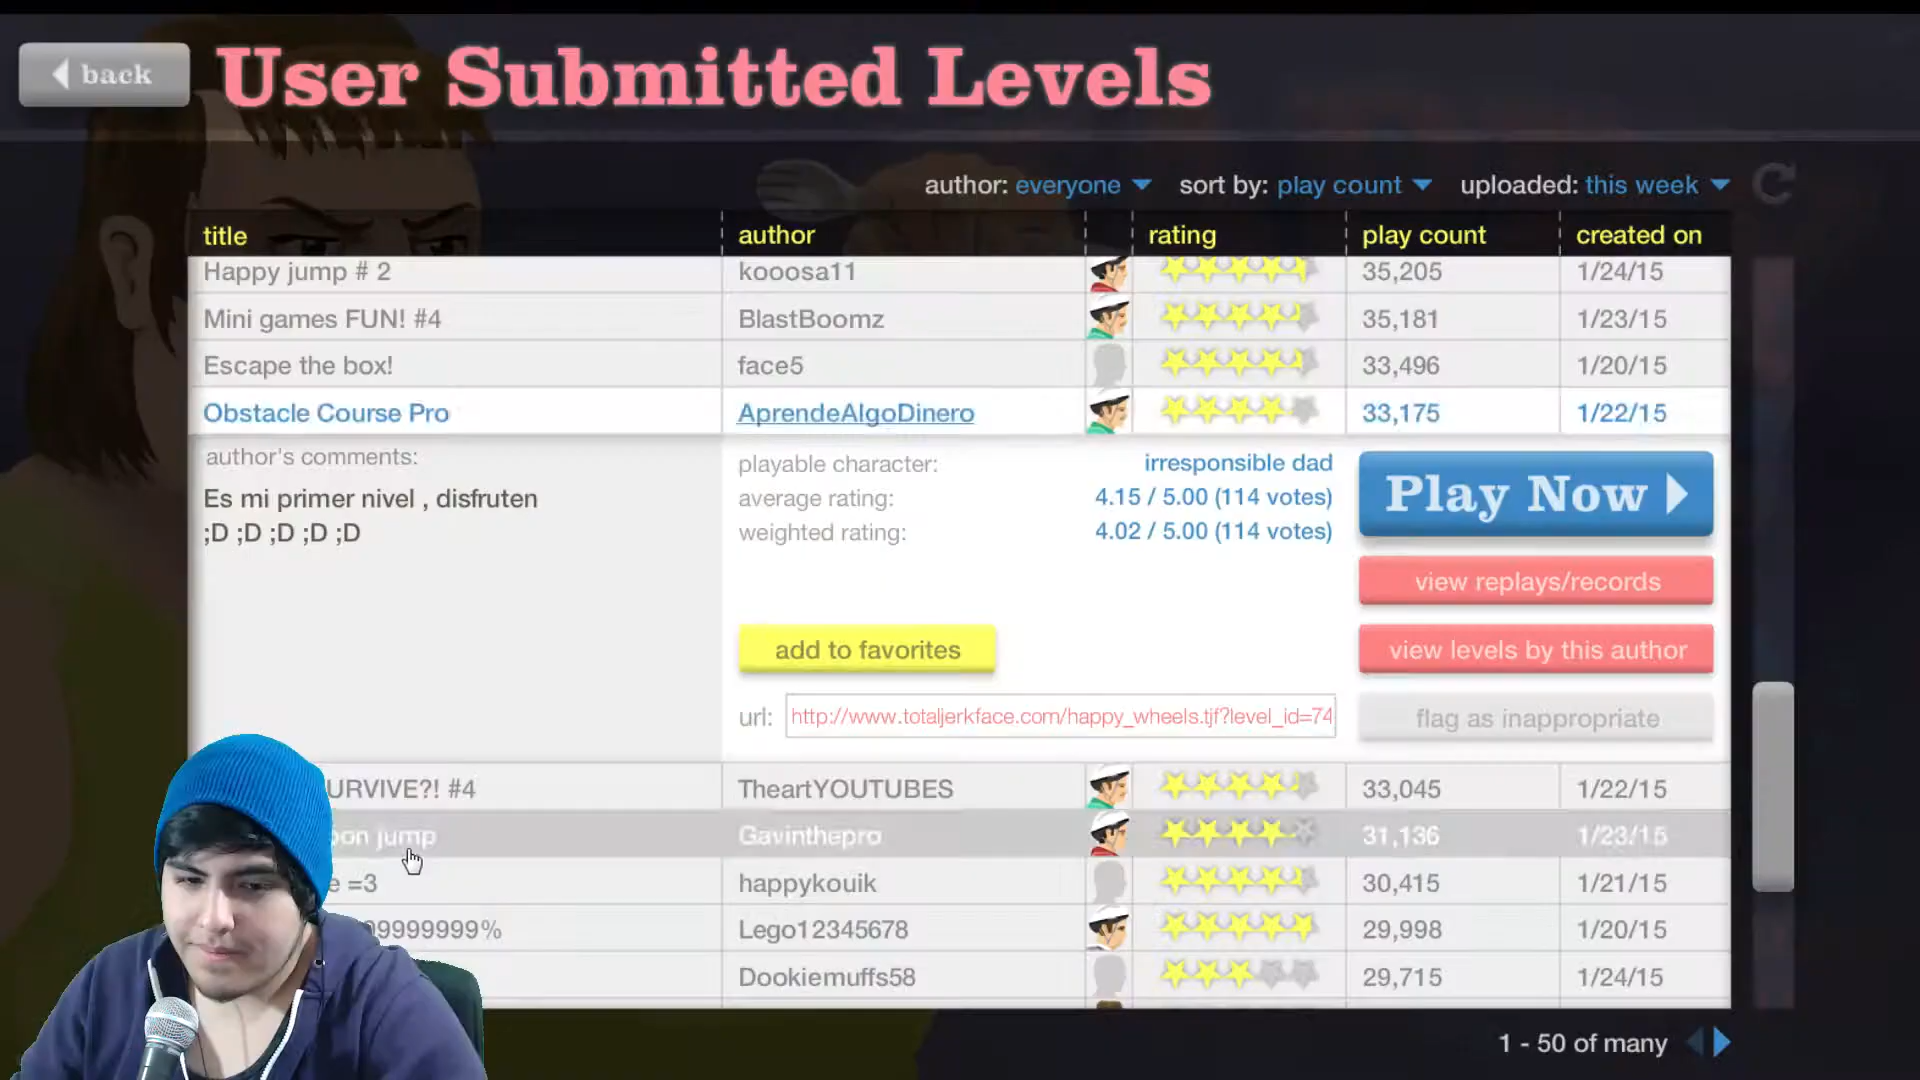 back
User Submitted Levels
author: everyone sort by: play count uploaded: this week
title author rating play count created on
Happy jump # 2 kooosa11 35,205 1/24/15
Mini games FUN! #4 BlastBoomz 35,181 1/23/15
Escape the box! face5 33,496 1/20/15
Obstacle Course Pro AprendeAlgoDinero 33,175 1/22/15
author's comments:
Es mi primer nivel , disfruten
;D ;D ;D ;D ;D
playable character: irresponsible dad
average rating: 4.15 / 5.00 (114 votes)
weighted rating: 4.02 / 5.00 (114 votes)
Play Now
view replays/records
add to favorites
view levels by this author
url: http://www.totaljerkface.com/happy_wheels.tjf?level_id=74
flag as inappropriate
URVIVE?! #4 TheartYOUTUBES 33,045 1/22/15
jump Gavinthepro 31,136 1/23/15
=3 happykouik 30,415 1/21/15
99999999% Lego12345678 29,998 1/20/15
Dookiemuffs58 29,715 1/24/15
1 - 50 of many